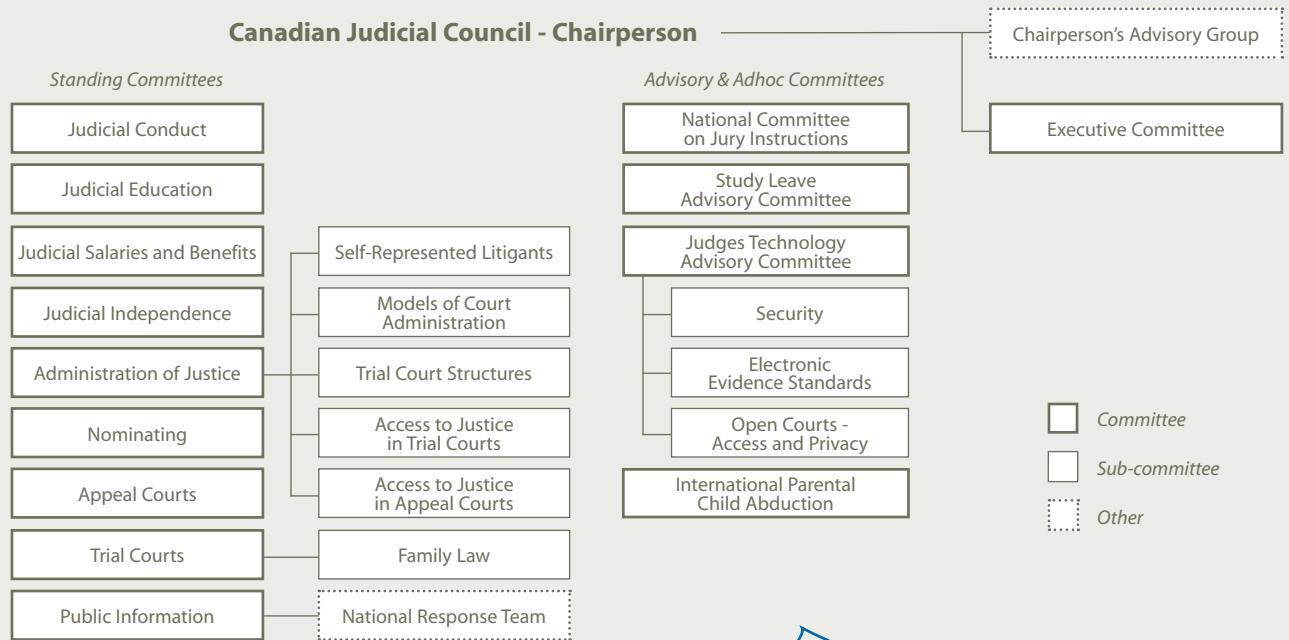 Canadian Judicial Council - Chairperson
Chairperson's Advisory Group
Executive Committee
Standing Committees
Judicial Conduct
Judicial Education
Judicial Salaries and Benefits
Judicial Independence
Administration of Justice
Nominating
Appeal Courts
Trial Courts
Public Information
Self-Represented Litigants
Models of Court
Administration
Trial Court Structures
Access to Justice
in Trial Courts
Access to Justice
in Appeal Courts
Family Law
National Response Team
Advisory & Adhoc Committees
National Committee
on Jury Instructions
Study Leave
Advisory Committee
Judges Technology
Advisory Committee
Security
Electronic
Evidence Standards
Open Courts -
Access and Privacy
International Parental
Child Abduction
Committee
Sub-committee
Other